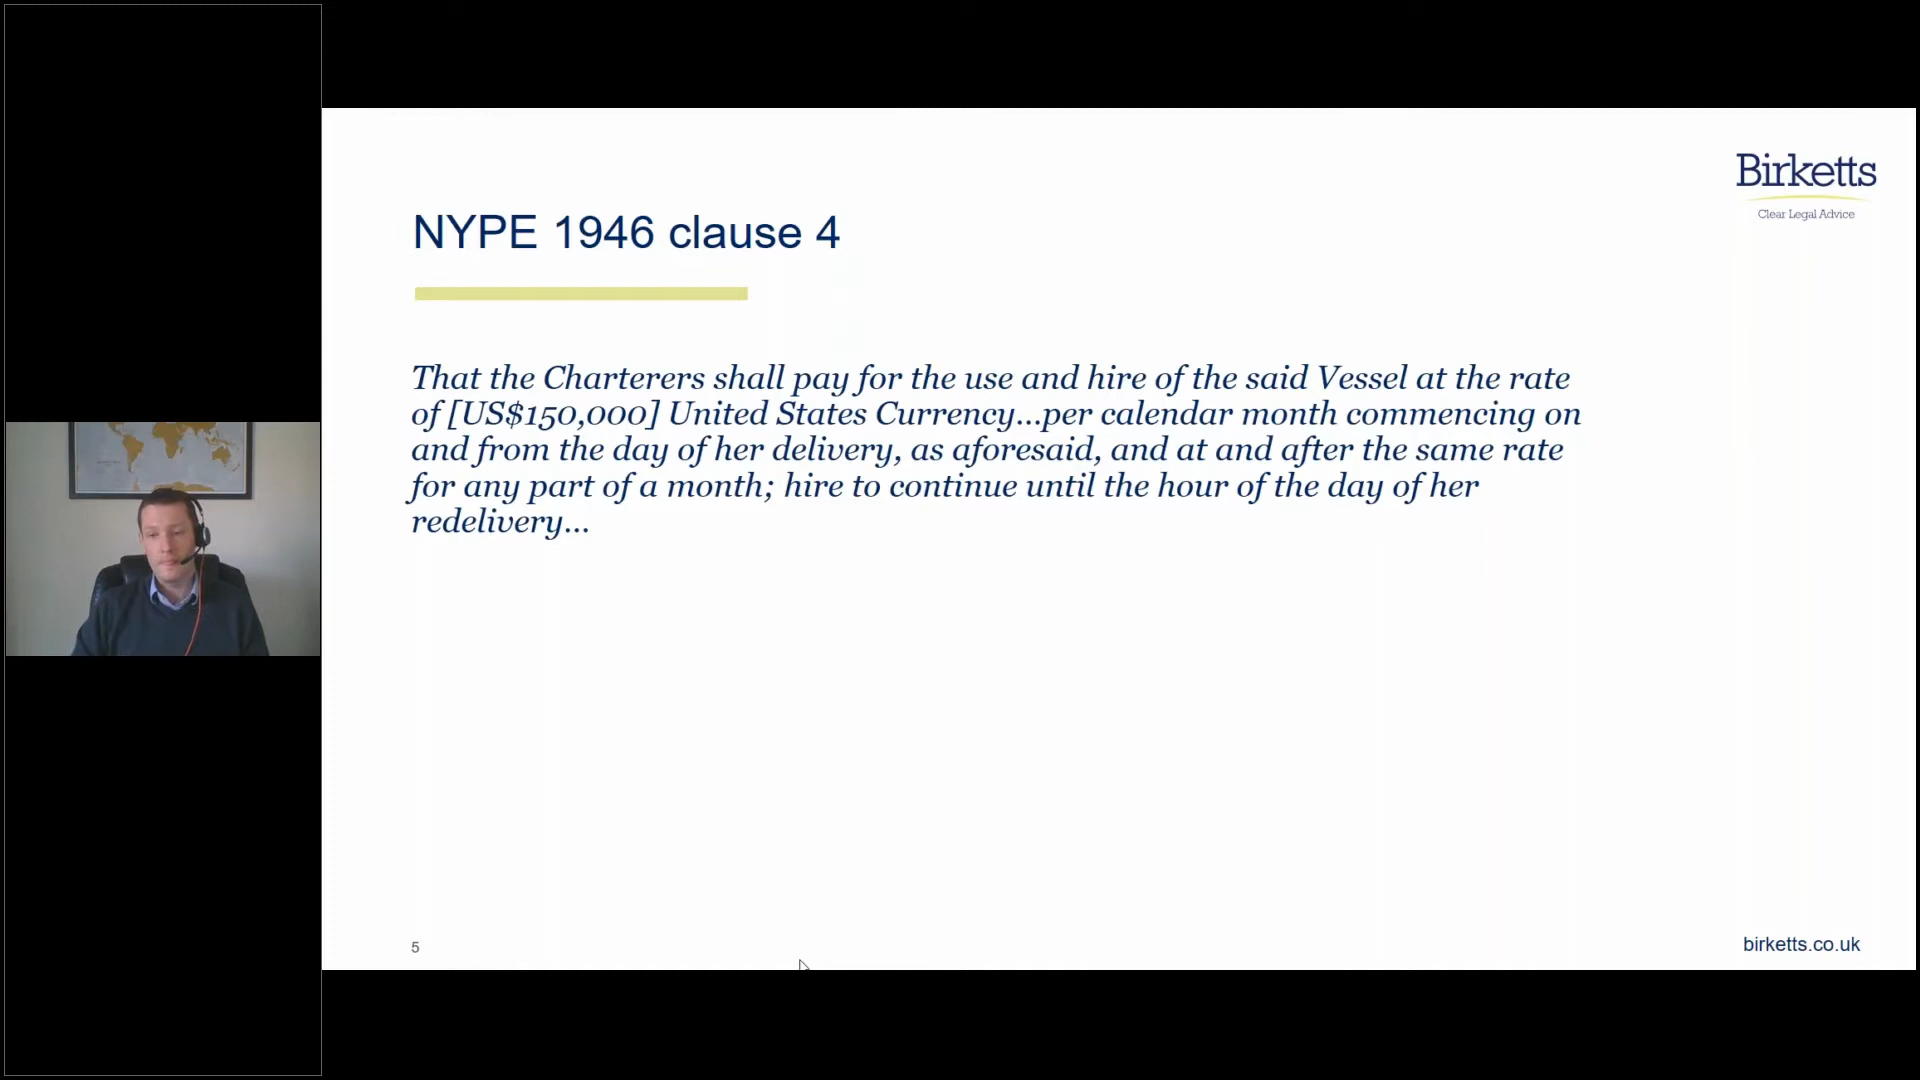 Birketts
Clear Legal Advice
NYPE 1946 clause 4
That the Charterers shall pay for the use and hire of the said Vessel at the rate
of [US$150,000] United States Currency...per calendar month commencing on
and from the day of her delivery, as aforesaid, and at and after the same rate
for any part of a month; hire to continue until the hour of the day of her
redelivery...
5
birketts.co.uk